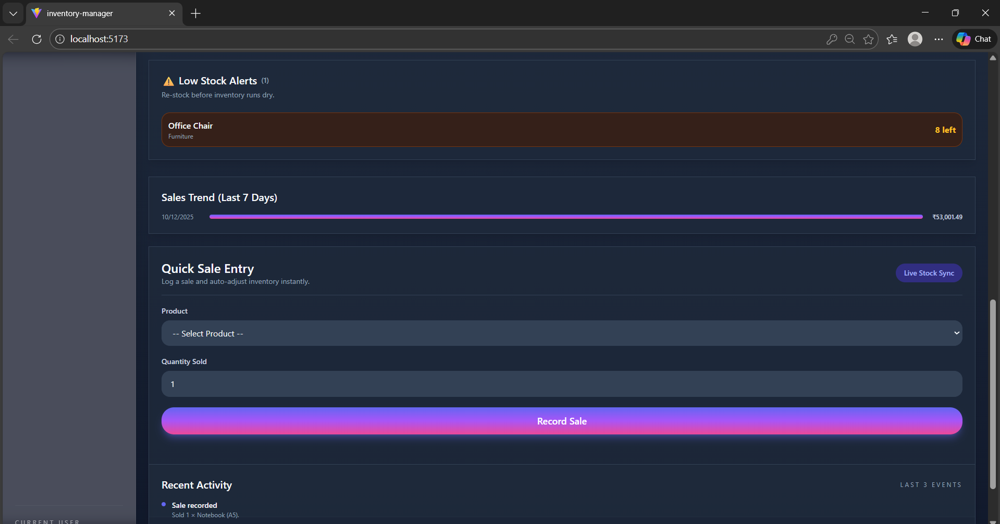 inventory-manager
localhost:5173
Chat
Low Stock Alerts (1)
Re-stock before inventory runs dry.
Office Chair
Furniture
8 left
Sales Trend (Last 7 Days)
10/12/2025
₹53,001.49
Quick Sale Entry
Log a sale and auto-adjust inventory instantly.
Live Stock Sync
Product
-- Select Product --
Quantity Sold
1
Record Sale
Recent Activity
LAST 3 EVENTS
Sale recorded
Sold 1 × Notebook (A5).
CURRENT USER